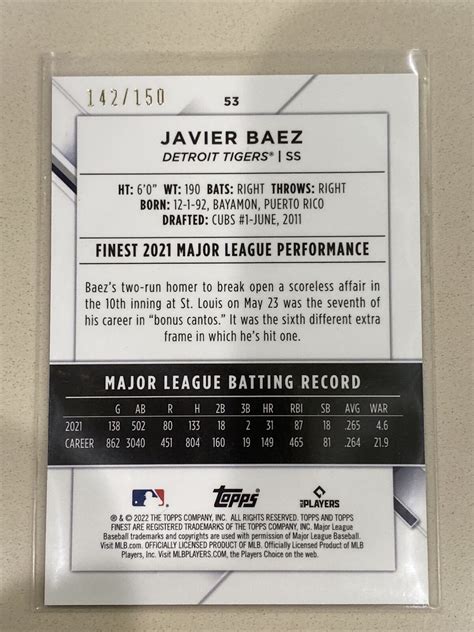 142/150
53
JAVIER BAEZ
DETROIT TIGERS® | SS
HT: 6'0" WT: 190 BATS: RIGHT THROWS: RIGHT
BORN: 12-1-92, BAYAMON, PUERTO RICO
DRAFTED: CUBS #1-JUNE, 2011
FINEST 2021 MAJOR LEAGUE PERFORMANCE
Baez's two-run homer to break open a scoreless affair in
the 10th inning at St. Louis on May 23 was the seventh of
his career in "bonus cantos." It was the sixth different extra
frame in which he's hit one.
MAJOR LEAGUE BATTING RECORD
G AB R H 2B 3B HR RBI SB AVG WAR
2021 138 502 80 133 18 2 31 87 18 .265 4.6
CAREER 862 3040 451 804 160 19 149 465 81 .264 21.9
Topps
PLAYERS
® & © 2022 THE TOPPS COMPANY, INC. ALL RIGHTS RESERVED. TOPPS AND TOPPS
FINEST ARE REGISTERED TRADEMARKS OF THE TOPPS COMPANY, INC. Major League
Baseball trademarks and copyrights are used with permission of Major League Baseball.
Visit MLB.com. OFFICIALLY LICENSED PRODUCT OF MLB. Officially Licensed Product of MLB
Players, Inc. Visit MLBPLAYERS.com, the Players Choice on the web.